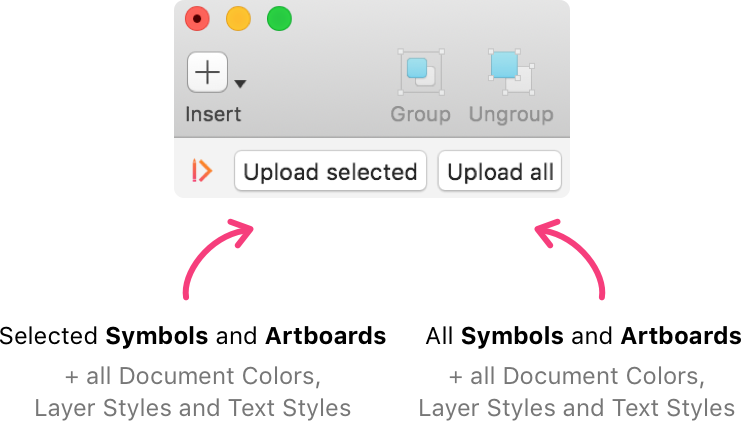 Insert
Group
Ungroup
Upload selected
Upload all
Selected Symbols and Artboards
+ all Document Colors,
Layer Styles and Text Styles
All Symbols and Artboards
+ all Document Colors,
Layer Styles and Text Styles